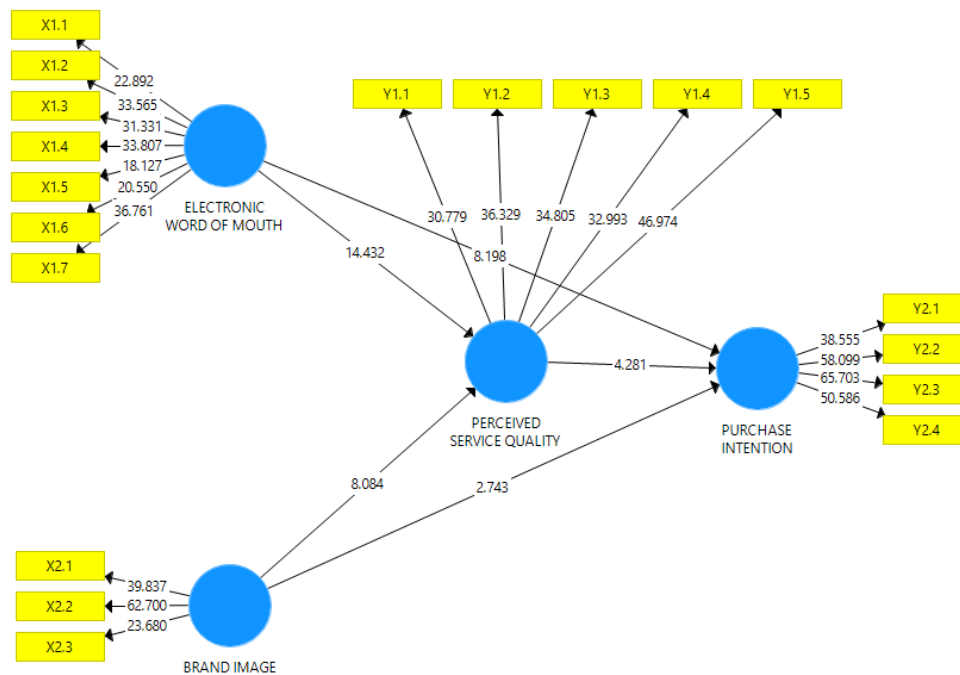 X1.1
X1.2
X1.3
X1.4
X1.5
X1.6
X1.7
22.892
33.565
31.331
33.807
18.127
20.550
36.761
ELECTRONIC
WORD OF MOUTH
Y1.1
Y1.2
Y1.3
Y1.4
Y1.5
30.779
36.329
34.805
32.993
46.974
14.432
8.198
PERCEIVED
SERVICE QUALITY
4.281
8.084
2.743
PURCHASE
INTENTION
38.555
58.099
65.703
50.586
Y2.1
Y2.2
Y2.3
Y2.4
X2.1
X2.2
X2.3
39.837
62.700
23.680
BRAND IMAGE